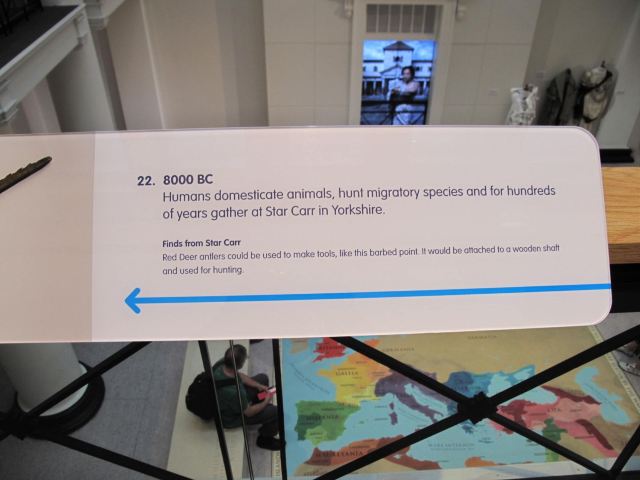 22. 8000 BC
Humans domesticate animals, hunt migratory species and for hundreds
of years gather at Star Carr in Yorkshire.
Finds from Star Carr
Red Deer antlers could be used to make tools, like this barbed point. It would be attached to a wooden shaft
and used for hunting.
GALLIA